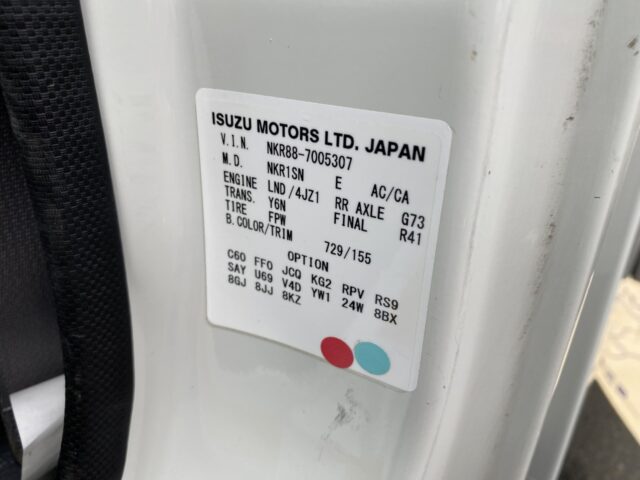 ISUZU MOTORS LTD. JAPAN
V.I.N. NKR88-7005307
M.D. NKR1SN E AC/CA
ENGINE LND/4JZ1 RR AXLE G73
TRANS. Y6N FINAL R41
TIRE FPW
B.COLOR/TRIM 729/155
OPTION
C60 FFO JCQ KG2 RPV RS9
SAY U69 V4D YW1 24W 8BX
8GJ 8JJ 8KZ